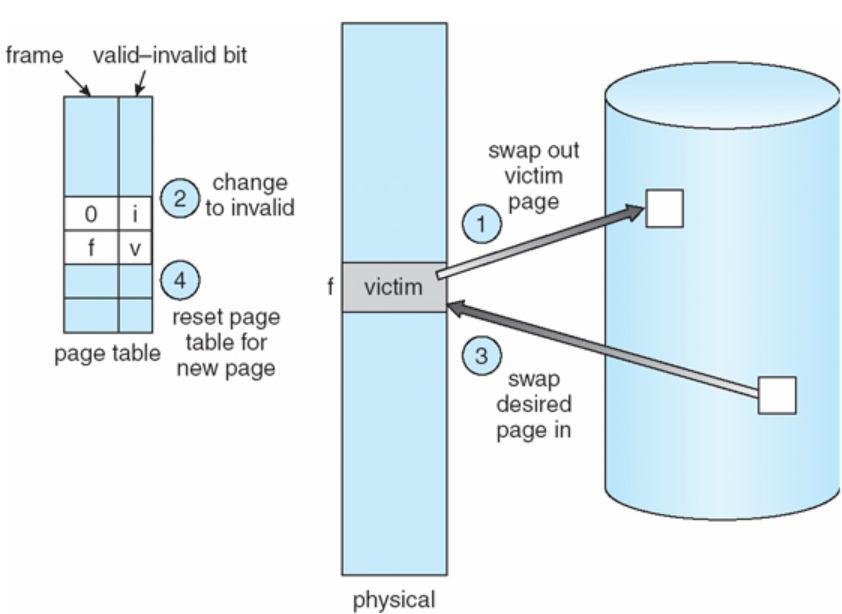 frame
valid–invalid bit
0
i
f
v
2
change
to invalid
4
reset page
table for
new page
page table
f
victim
physical
1
swap out
victim
page
3
swap
desired
page in